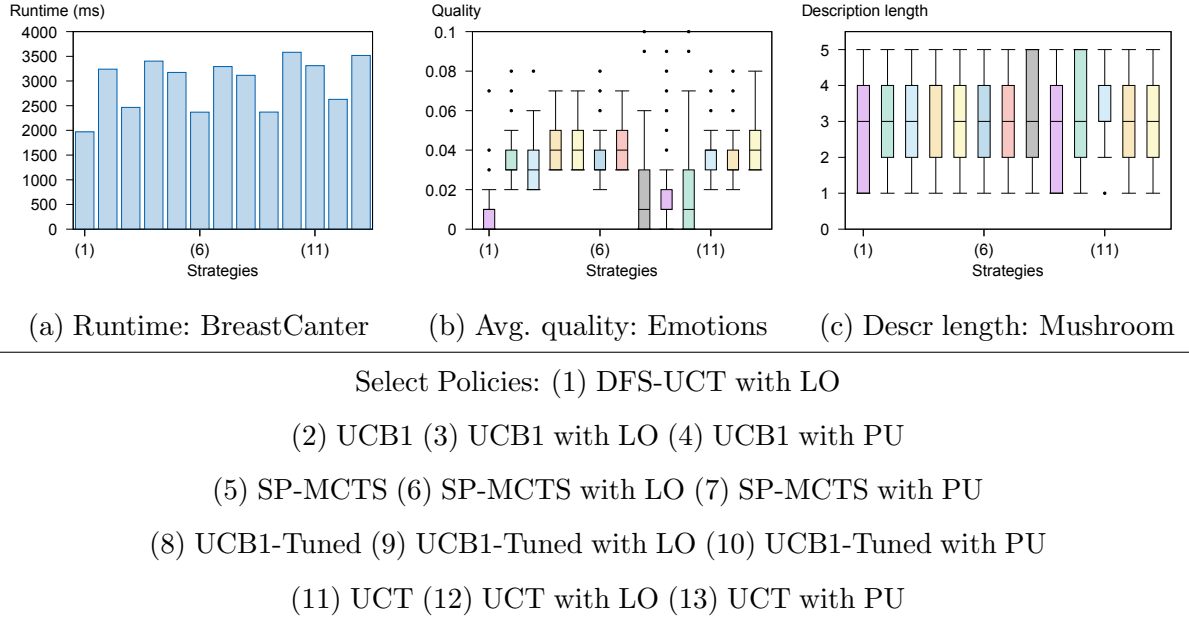 Runtime (ms)
4000
3500
3000
2500
2000
1500
1000
500
0
(1) (6) (11)
Strategies
(a) Runtime: BreastCanter
Quality
0.1
0.08
0.06
0.04
0.02
0
(1) (6) (11)
Strategies
(b) Avg. quality: Emotions
Description length
5
4
3
2
1
0
(1) (6) (11)
Strategies
(c) Descr length: Mushroom
Select Policies: (1) DFS-UCT with LO
(2) UCB1 (3) UCB1 with LO (4) UCB1 with PU
(5) SP-MCTS (6) SP-MCTS with LO (7) SP-MCTS with PU
(8) UCB1-Tuned (9) UCB1-Tuned with LO (10) UCB1-Tuned with PU
(11) UCT (12) UCT with LO (13) UCT with PU